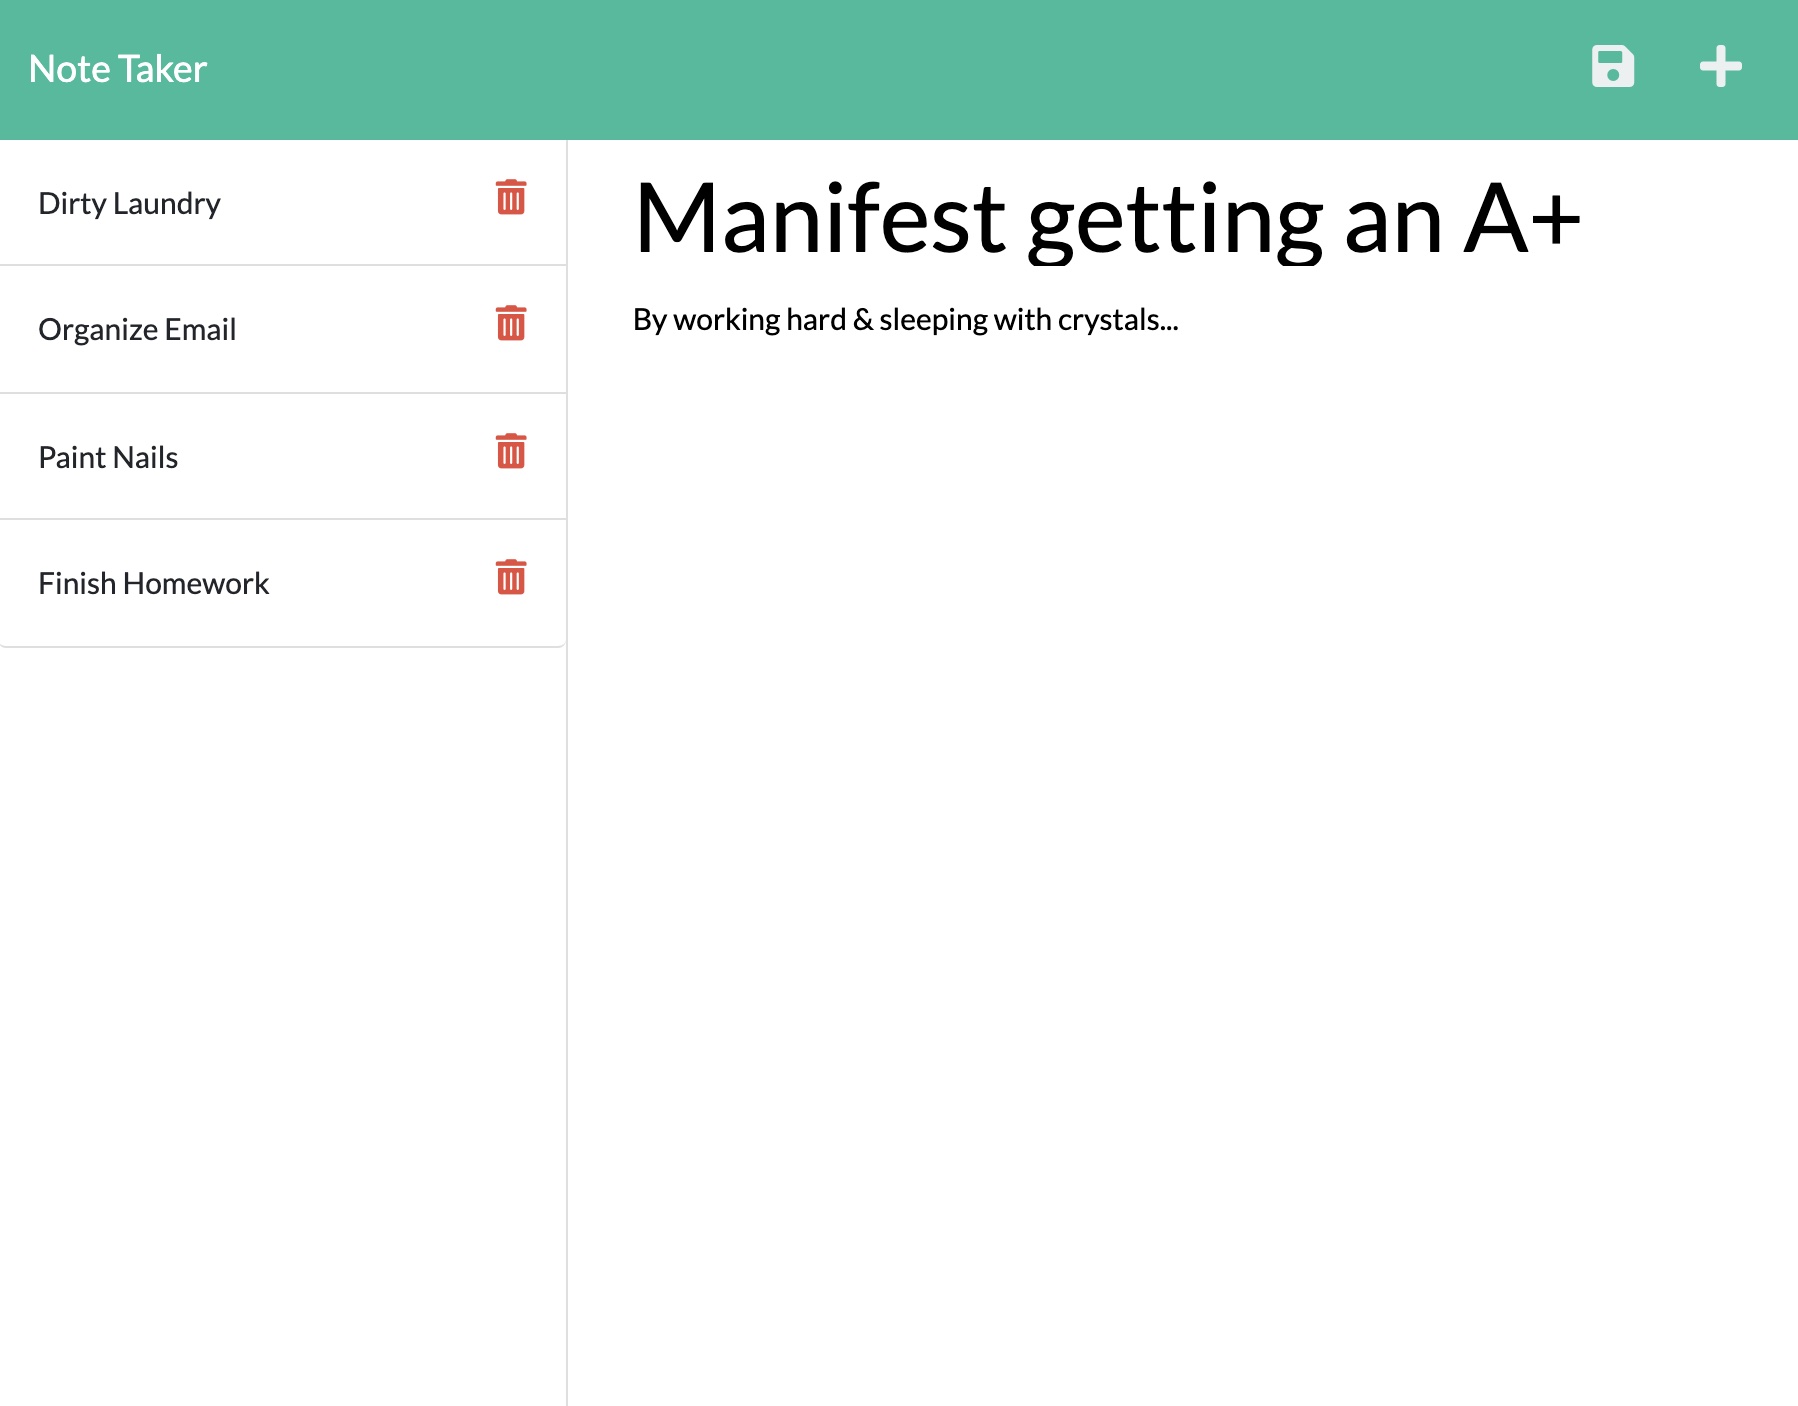 Note Taker
Dirty Laundry
Organize Email
Paint Nails
Finish Homework
Manifest getting an A+
By working hard & sleeping with crystals...